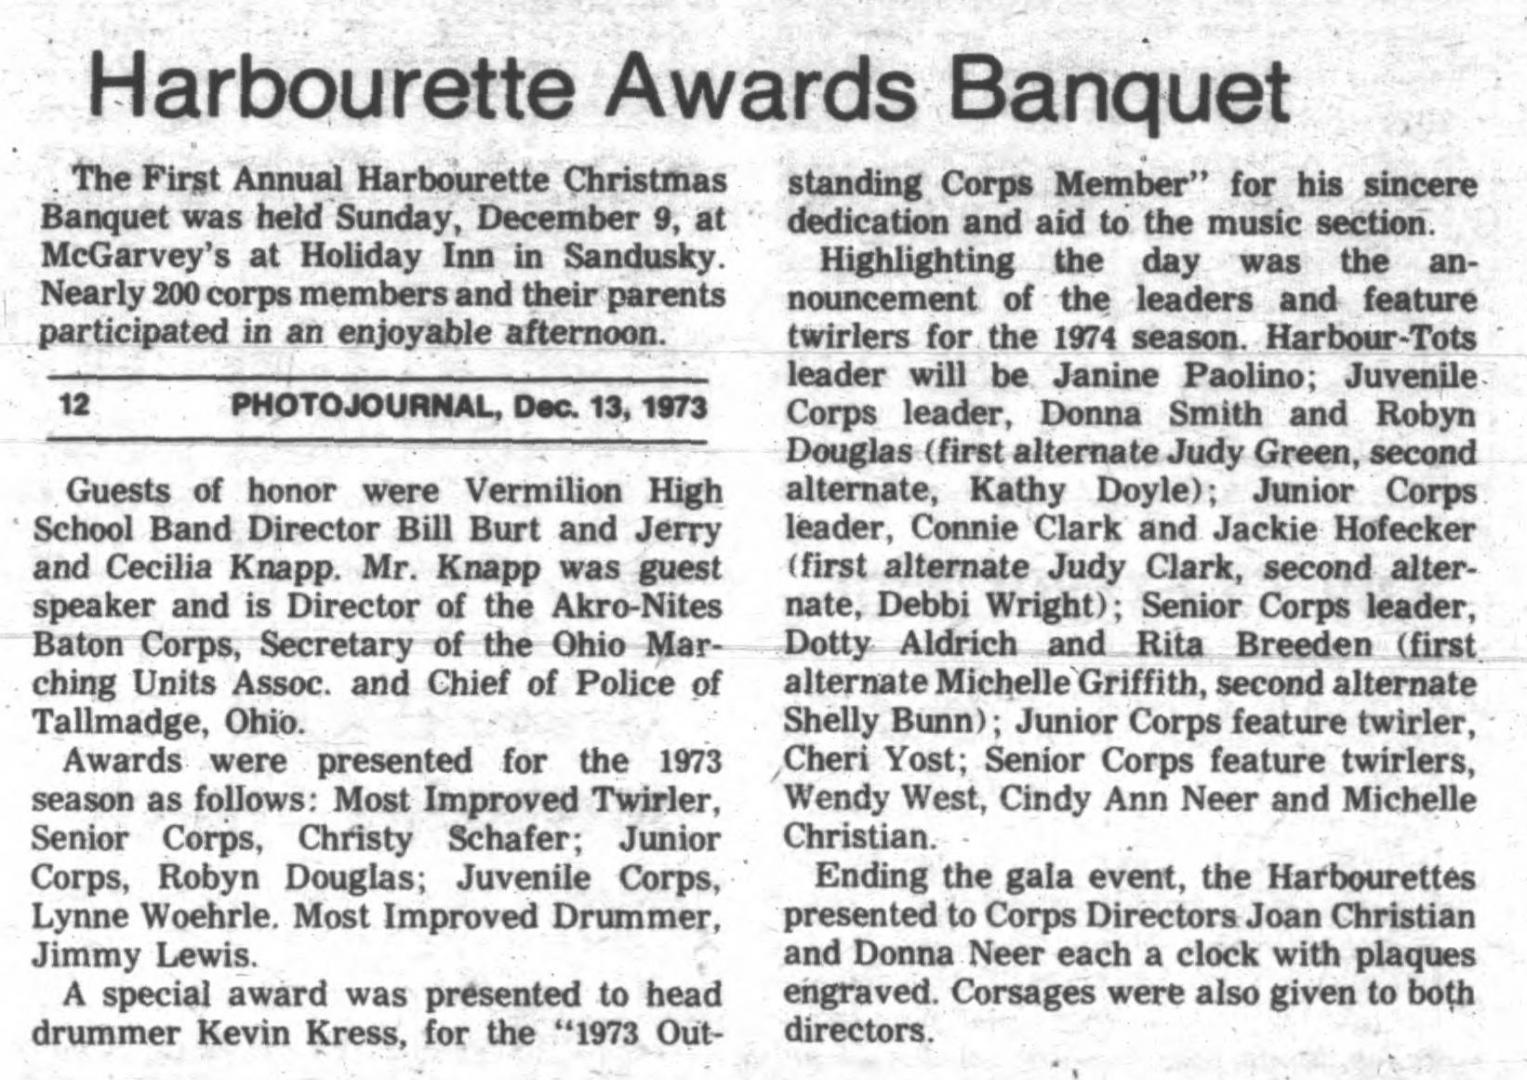 Harbourette Awards Banquet
The First Annual Harbourette Christmas
Banquet was held Sunday, December 9, at
McGarvey's at Holiday Inn in Sandusky.
Nearly 200 corps members and their parents
participated in an enjoyable afternoon.
12 PHOTOJOURNAL, Dec. 13, 1973
Guests of honor were Vermilion High
School Band Director Bill Burt and Jerry
and Cecilia Knapp. Mr. Knapp was guest
speaker and is Director of the Akro-Nites
Baton Corps, Secretary of the Ohio Mar-
ching Units Assoc. and Chief of Police of
Tallmadge, Ohio.
Awards were presented for the 1973
season as follows: Most Improved Twirler,
Senior Corps, Christy Schafer; Junior
Corps, Robyn Douglas; Juvenile Corps,
Lynne Woehrle. Most Improved Drummer,
Jimmy Lewis.
A special award was presented to head
drummer Kevin Kress, for the "1973 Out-
standing Corps Member" for his sincere
dedication and aid to the music section.
Highlighting the day was the an-
nouncement of the leaders and feature
twirlers for the 1974 season. Harbour-Tots
leader will be Janine Paolino; Juvenile
Corps leader, Donna Smith and Robyn
Douglas (first alternate Judy Green, second
alternate, Kathy Doyle); Junior Corps
leader, Connie Clark and Jackie Hofecker
(first alternate Judy Clark, second alter-
nate, Debbi Wright); Senior Corps leader,
Dotty Aldrich and Rita Breeden (first
alternate Michelle Griffith, second alternate
Shelly Bunn); Junior Corps feature twirler,
Cheri Yost; Senior Corps feature twirlers,
Wendy West, Cindy Ann Neer and Michelle
Christian.
Ending the gala event, the Harbourettes
presented to Corps Directors Joan Christian
and Donna Neer each a clock with plaques
engraved. Corsages were also given to both
directors.